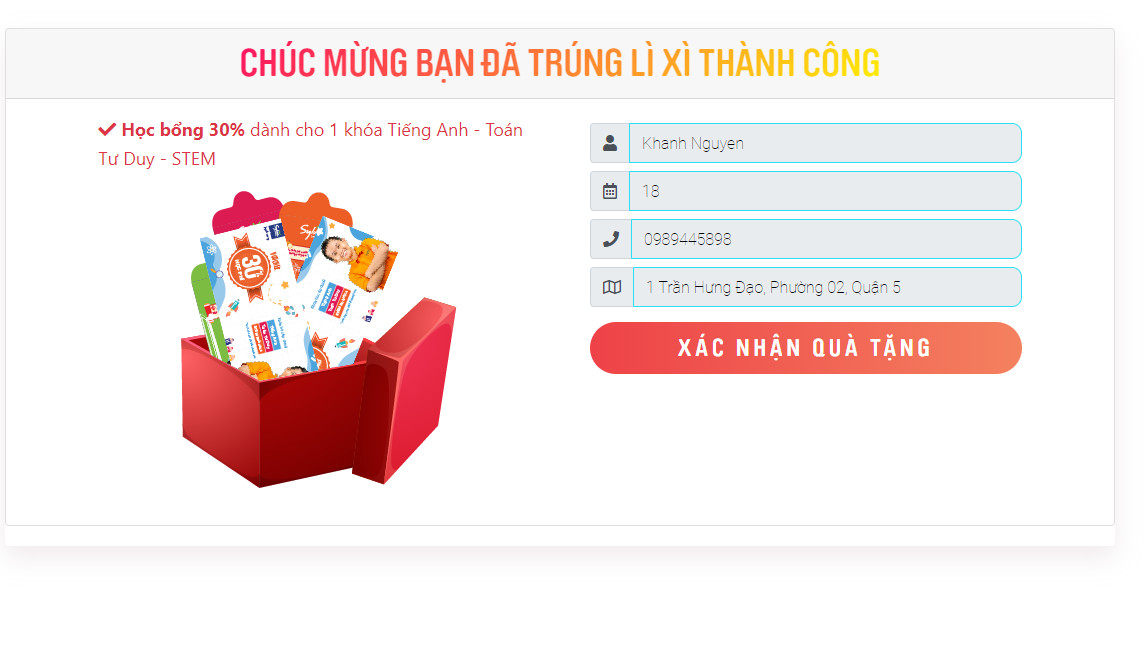 CHÚC MỪNG BẠN ĐÃ TRÚNG LÌ XÌ THÀNH CÔNG
Học bổng 30% dành cho 1 khóa Tiếng Anh - Toán
Tư Duy - STEM
30
Khanh Nguyen
18
0989445898
1 Trần Hưng Đạo, Phường 02, Quận 5
XÁC NHẬN QUÀ TẶNG